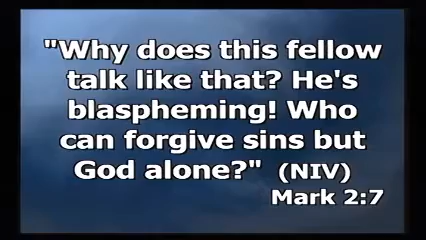 "Why does this fellow
talk like that? He's
blaspheming! Who
can forgive sins but
God alone?" (NIV)
Mark 2:7